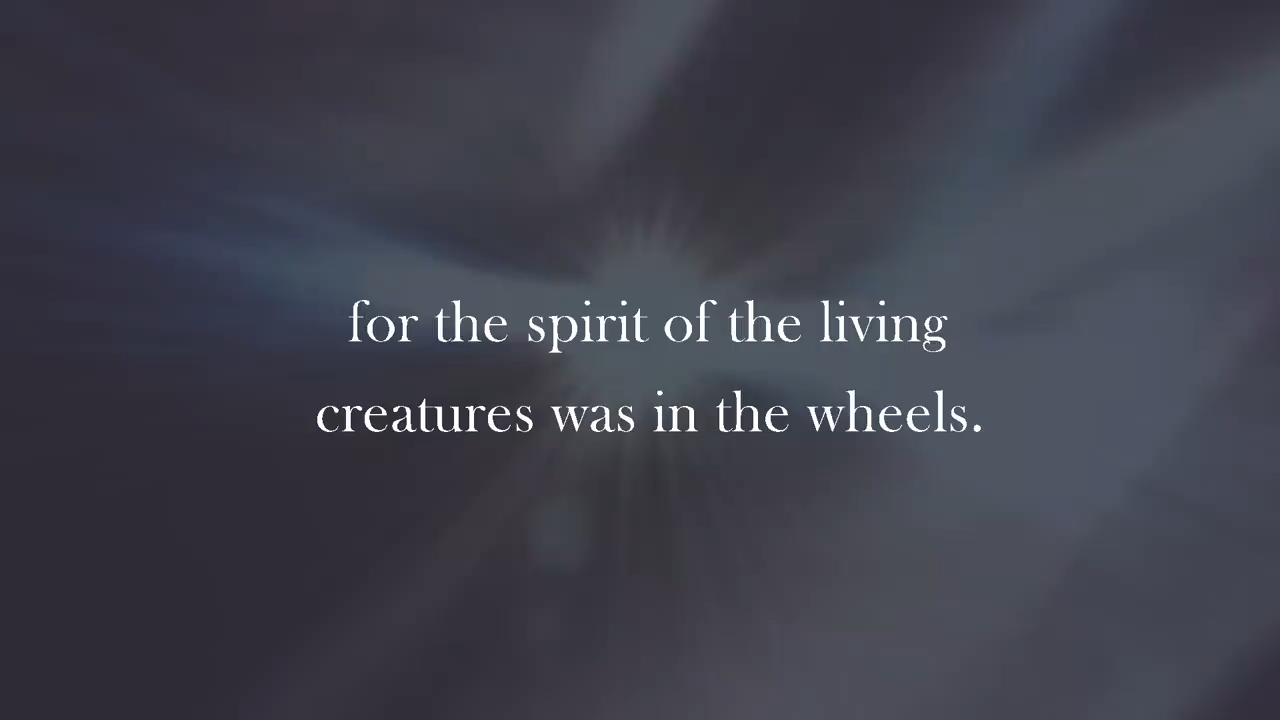 for the spirit of the living
creatures was in the wheels.